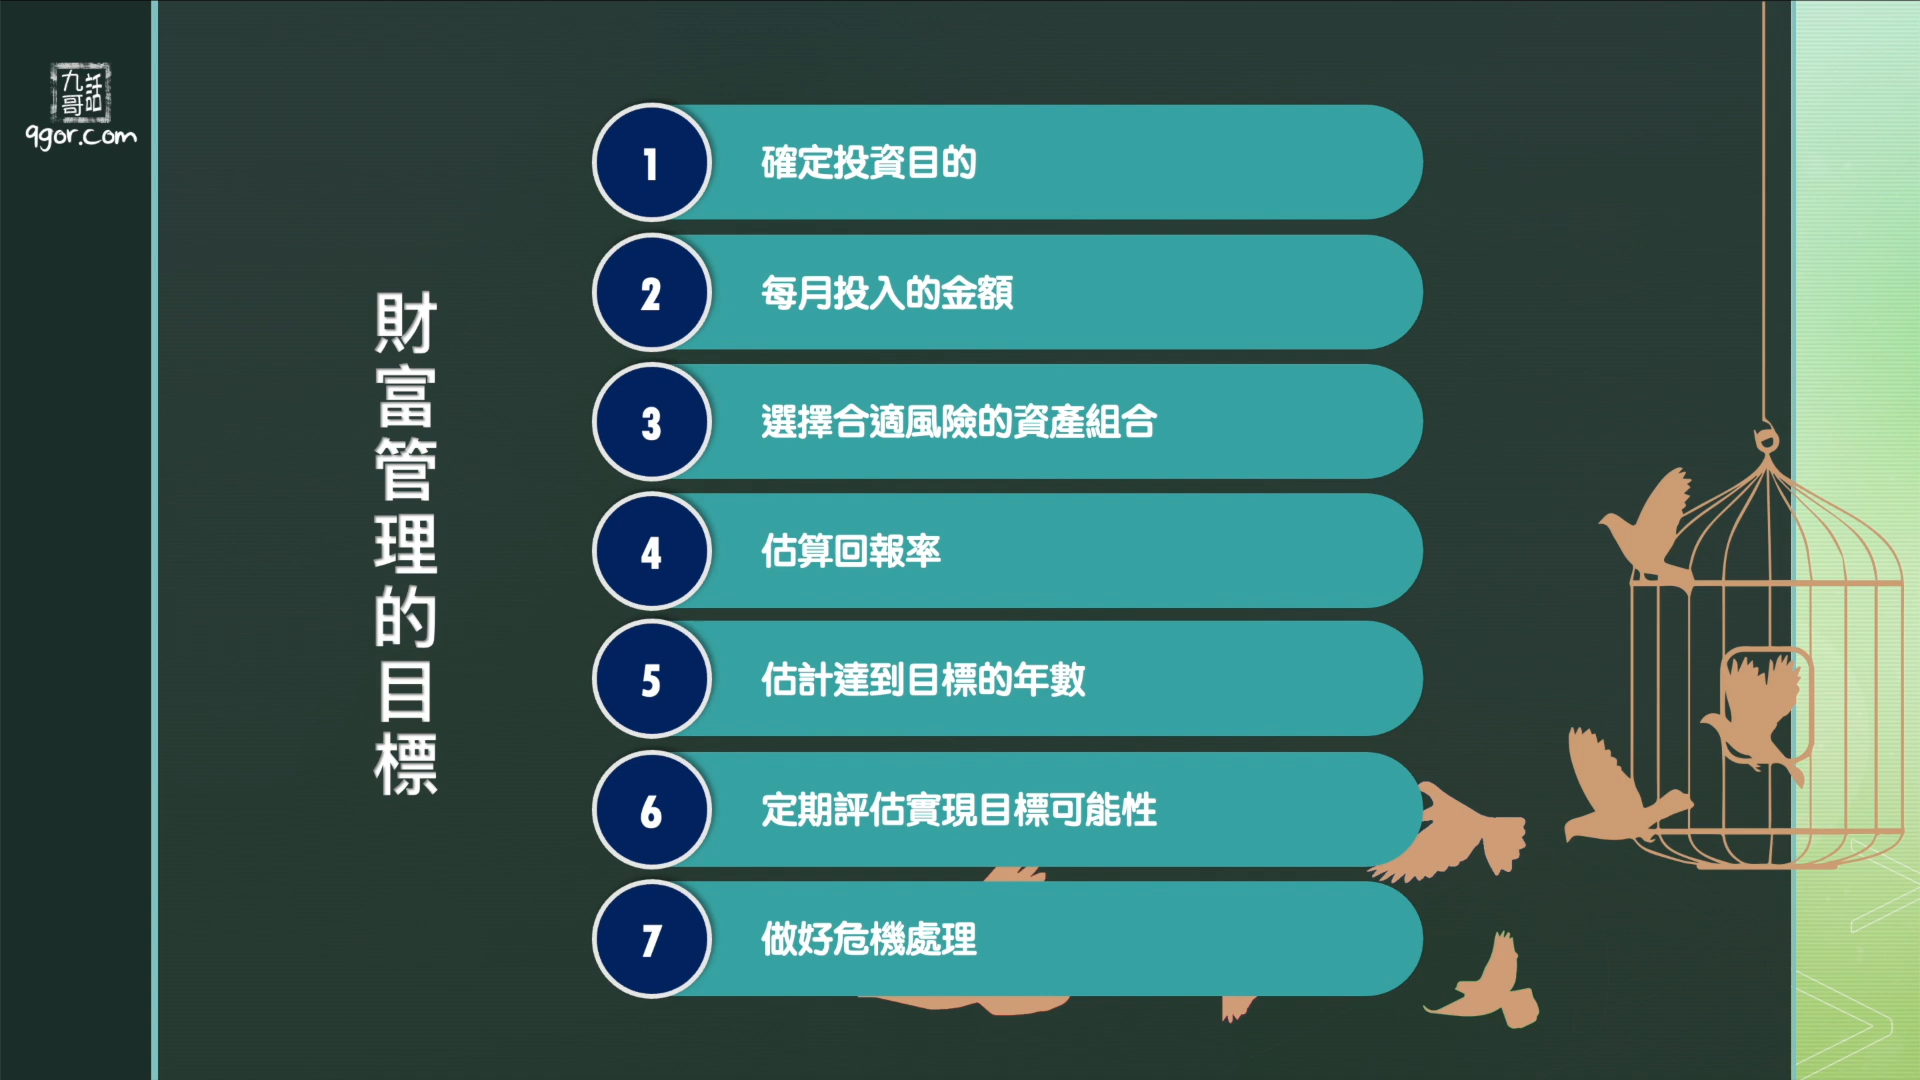 九哥話
9gor.com
財富管理的目標
1 確定投資目的
2 每月投入的金額
3 選擇合適風險的資產組合
4 估算回報率
5 估計達到目標的年數
6 定期評估實現目標可能性
7 做好危機處理